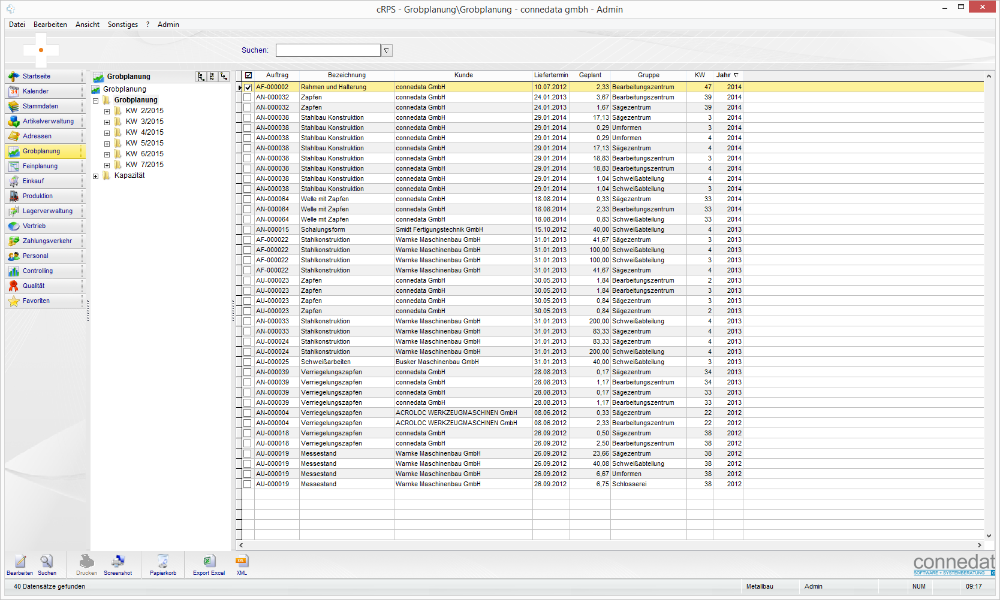 cRPS - Grobplanung\Grobplanung - connedata gmbh - Admin
Datei Bearbeiten Ansicht Sonstiges ? Admin
Suchen:
Startseite
Kalender
Stammdaten
Artikelverwaltung
Adressen
Grobplanung
Feinplanung
Einkauf
Produktion
Lagerverwaltung
Vertrieb
Zahlungsverkehr
Personal
Controlling
Qualität
Favoriten
Grobplanung
Grobplanung
Grobplanung
KW 2/2015
KW 3/2015
KW 4/2015
KW 5/2015
KW 6/2015
KW 7/2015
Kapazität
Auftrag Bezeichnung Kunde Liefertermin Geplant Gruppe KW Jahr
AF-000002 Rahmen und Halterung connedata GmbH 10.07.2012 2,33 Bearbeitungszentrum 47 2014
AN-000032 Zapfen connedata GmbH 24.01.2013 3,67 Bearbeitungszentrum 39 2014
AN-000032 Zapfen connedata GmbH 24.01.2013 1,67 Sägezentrum 39 2014
AN-000038 Stahlbau Konstruktion connedata GmbH 29.01.2014 17,13 Sägezentrum 3 2014
AN-000038 Stahlbau Konstruktion connedata GmbH 29.01.2014 0,29 Umformen 3 2014
AN-000038 Stahlbau Konstruktion connedata GmbH 29.01.2014 0,29 Umformen 4 2014
AN-000038 Stahlbau Konstruktion connedata GmbH 29.01.2014 17,13 Sägezentrum 4 2014
AN-000038 Stahlbau Konstruktion connedata GmbH 29.01.2014 18,83 Bearbeitungszentrum 3 2014
AN-000038 Stahlbau Konstruktion connedata GmbH 29.01.2014 18,83 Bearbeitungszentrum 4 2014
AN-000038 Stahlbau Konstruktion connedata GmbH 29.01.2014 1,04 Schweißabteilung 4 2014
AN-000038 Stahlbau Konstruktion connedata GmbH 29.01.2014 1,04 Schweißabteilung 3 2014
AN-000064 Welle mit Zapfen connedata GmbH 18.08.2014 0,33 Sägezentrum 33 2014
AN-000064 Welle mit Zapfen connedata GmbH 18.08.2014 2,33 Bearbeitungszentrum 33 2014
AN-000064 Welle mit Zapfen connedata GmbH 18.08.2014 0,83 Schweißabteilung 33 2014
AN-000015 Schalungsform Smidt Fertigungstechnik GmbH 15.10.2012 40,00 Schweißabteilung 4 2013
AF-000022 Stahlkonstruktion Warnke Maschinenbau GmbH 31.01.2013 41,67 Sägezentrum 3 2013
AF-000022 Stahlkonstruktion Warnke Maschinenbau GmbH 31.01.2013 100,00 Schweißabteilung 4 2013
AF-000022 Stahlkonstruktion Warnke Maschinenbau GmbH 31.01.2013 100,00 Schweißabteilung 3 2013
AF-000022 Stahlkonstruktion Warnke Maschinenbau GmbH 31.01.2013 41,67 Sägezentrum 4 2013
AU-000023 Zapfen connedata GmbH 30.05.2013 1,84 Bearbeitungszentrum 2 2013
AU-000023 Zapfen connedata GmbH 30.05.2013 1,84 Bearbeitungszentrum 3 2013
AU-000023 Zapfen connedata GmbH 30.05.2013 0,84 Sägezentrum 3 2013
AU-000023 Zapfen connedata GmbH 30.05.2013 0,84 Sägezentrum 2 2013
AN-000033 Stahlkonstruktion Warnke Maschinenbau GmbH 31.01.2013 200,00 Schweißabteilung 4 2013
AN-000033 Stahlkonstruktion Warnke Maschinenbau GmbH 31.01.2013 83,33 Sägezentrum 4 2013
AU-000024 Stahlkonstruktion Warnke Maschinenbau GmbH 31.01.2013 83,33 Sägezentrum 4 2013
AU-000024 Stahlkonstruktion Warnke Maschinenbau GmbH 31.01.2013 200,00 Schweißabteilung 4 2013
AU-000025 Schweißarbeiten Busker Maschinenbau GmbH 31.01.2013 40,00 Schweißabteilung 3 2013
AN-000039 Verriegelungszapfen connedata GmbH 28.08.2013 0,17 Sägezentrum 34 2013
AN-000039 Verriegelungszapfen connedata GmbH 28.08.2013 1,17 Bearbeitungszentrum 34 2013
AN-000039 Verriegelungszapfen connedata GmbH 28.08.2013 0,17 Sägezentrum 33 2013
AN-000039 Verriegelungszapfen connedata GmbH 28.08.2013 1,17 Bearbeitungszentrum 33 2013
AN-000004 Verriegelungszapfen ACROLOC WERKZEUGMASCHINEN GmbH 08.06.2012 0,33 Sägezentrum 22 2012
AN-000004 Verriegelungszapfen ACROLOC WERKZEUGMASCHINEN GmbH 08.06.2012 2,33 Bearbeitungszentrum 22 2012
AU-000018 Verriegelungszapfen connedata GmbH 26.09.2012 0,50 Sägezentrum 38 2012
AU-000018 Verriegelungszapfen connedata GmbH 26.09.2012 2,50 Bearbeitungszentrum 38 2012
AU-000019 Messestand Warnke Maschinenbau GmbH 26.09.2012 23,66 Sägezentrum 38 2012
AU-000019 Messestand Warnke Maschinenbau GmbH 26.09.2012 40,08 Schweißabteilung 38 2012
AU-000019 Messestand Warnke Maschinenbau GmbH 26.09.2012 6,67 Umformen 38 2012
AU-000019 Messestand Warnke Maschinenbau GmbH 26.09.2012 6,75 Schlosserei 38 2012
Bearbeiten Suchen Drucken Screenshot Papierkorb Export Excel XML
connedat
SOFTWARE + SYSTEMBERATUNG G
40 Datensätze gefunden Metallbau Admin NUM 09:17